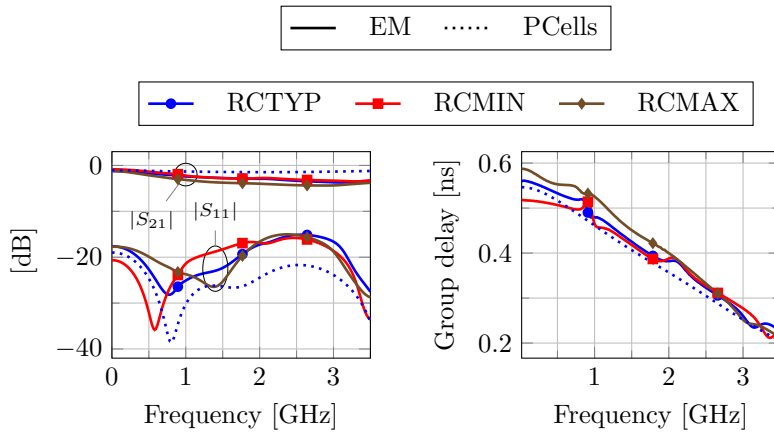 EM PCells
RCTYP RCMIN RCMAX
0
−20
−40
[dB]
|S21| |S11|
0 1 2 3
Frequency [GHz]
0.6
0.4
0.2
Group delay [ns]
1 2 3
Frequency [GHz]